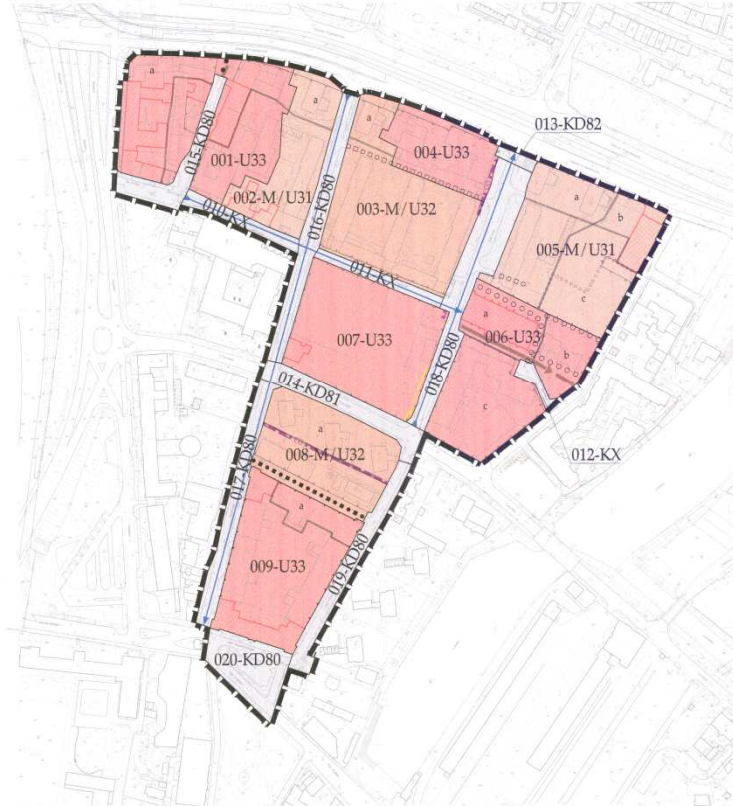 a
a
a
013-KD82
015-KD80
001-U33
004-U33
002-M/U31
016-KD80
003-M/U32
a
b
010-KX
005-M/U31
011-KX
c
a
006-U33
b
007-U33
018-KD80
c
014-KD81
012-KX
a
008-M/U32
017-KD80
a
009-U33
019-KD80
020-KD80